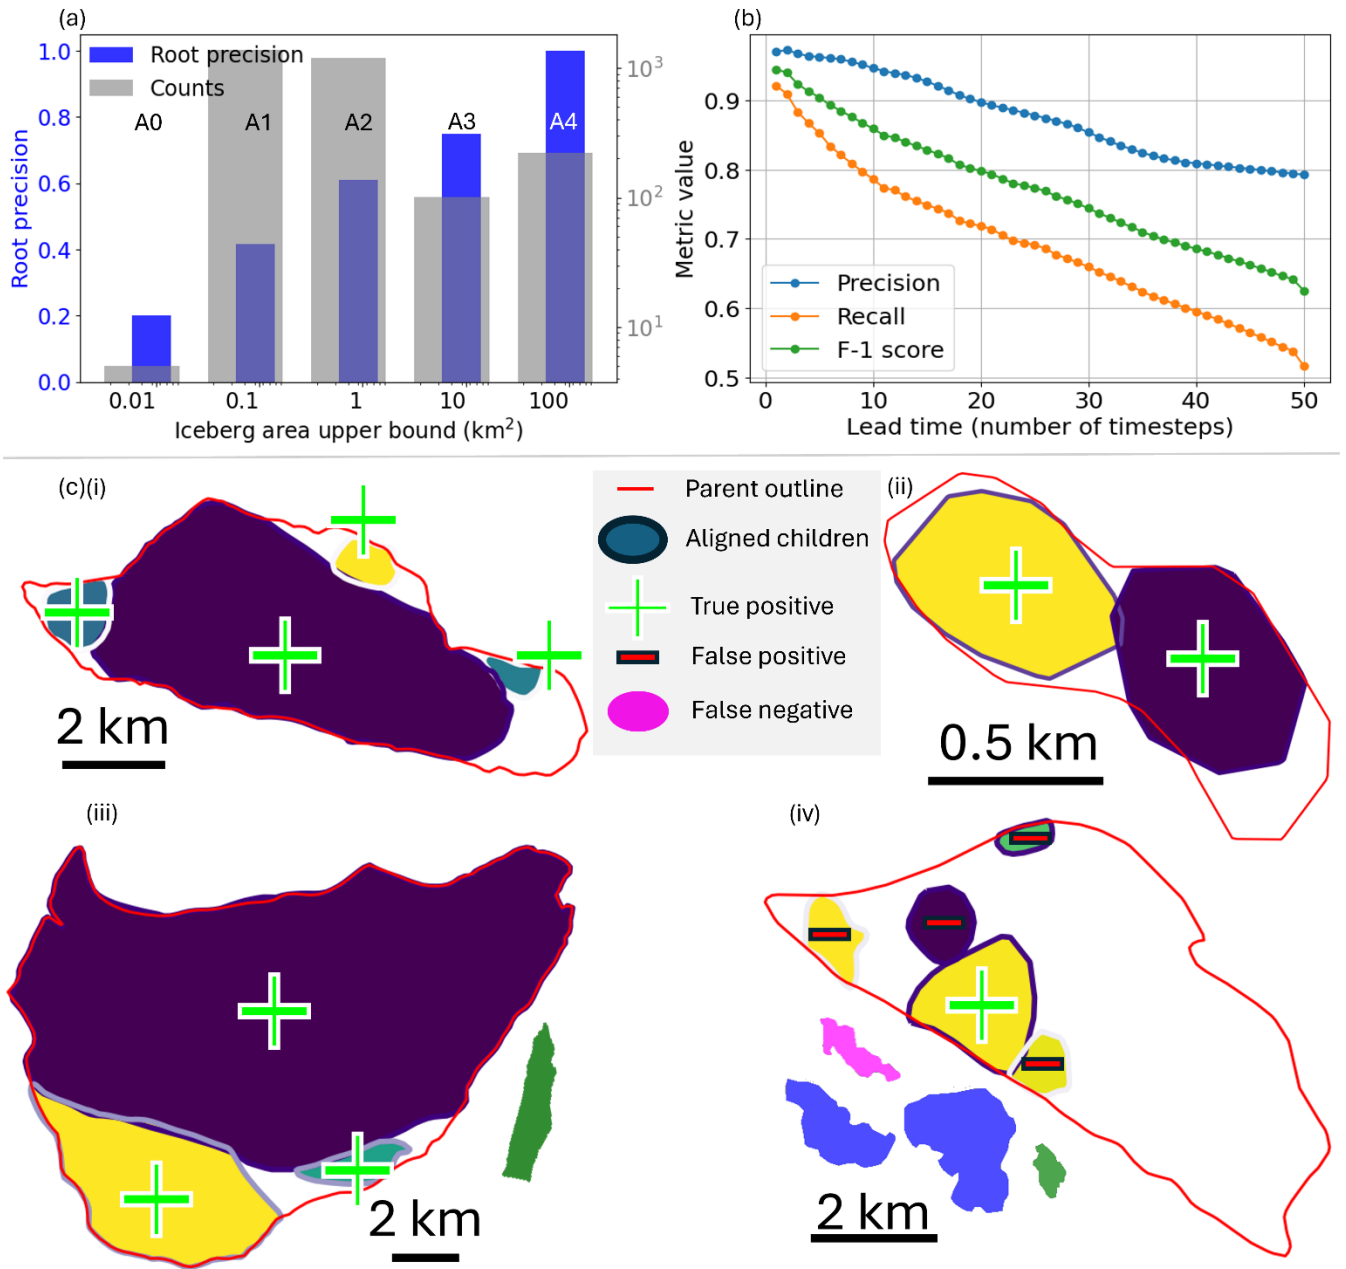 (a)
Root precision
Counts
A0 A1 A2 A3 A4
1.0
0.8
0.6
0.4
0.2
0.0
Root precision
10³
10²
10¹
0.01 0.1 1 10 100
Iceberg area upper bound (km²)
(b)
0.9
0.8
0.7
0.6
0.5
Metric value
Precision
Recall
F-1 score
0 10 20 30 40 50
Lead time (number of timesteps)
(c)(i)
2 km
Parent outline
Aligned children
True positive
False positive
False negative
(ii)
0.5 km
(iii)
2 km
(iv)
2 km